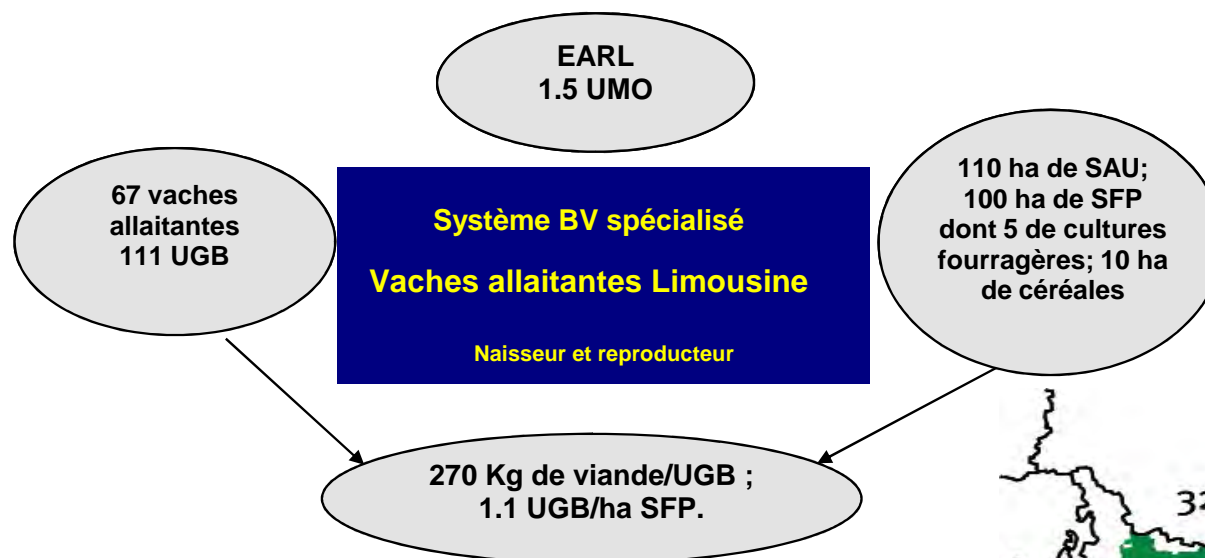 EARL
1.5 UMO
67 vaches
allaitantes
111 UGB
Système BV spécialisé
Vaches allaitantes Limousine
Naisseur et reproducteur
110 ha de SAU;
100 ha de SFP
dont 5 de cultures
fourragères; 10 ha
de céréales
270 Kg de viande/UGB ;
1.1 UGB/ha SFP.